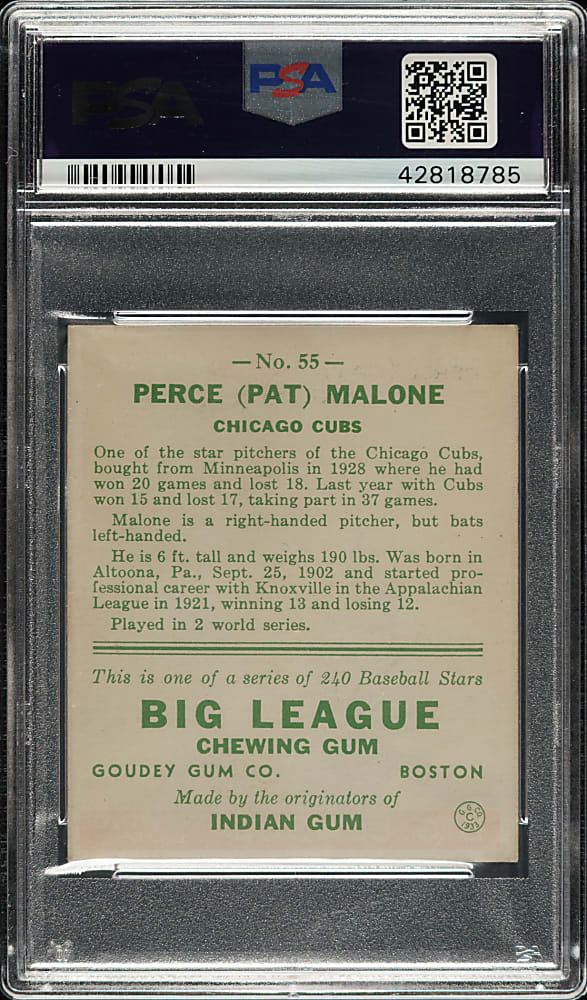 PSA
PSA
42818785
— No. 55 —
PERCE (PAT) MALONE
CHICAGO CUBS
One of the star pitchers of the Chicago Cubs,
bought from Minneapolis in 1928 where he had
won 20 games and lost 18. Last year with Cubs
won 15 and lost 17, taking part in 37 games.
Malone is a right-handed pitcher, but bats
left-handed.
He is 6 ft. tall and weighs 190 lbs. Was born in
Altoona, Pa., Sept. 25, 1902 and started pro-
fessional career with Knoxville in the Appalachian
League in 1921, winning 13 and losing 12.
Played in 2 world series.
This is one of a series of 240 Baseball Stars
BIG LEAGUE
CHEWING GUM
GOUDEY GUM CO. BOSTON
Made by the originators of
INDIAN GUM
G. G. CO.
C
1933